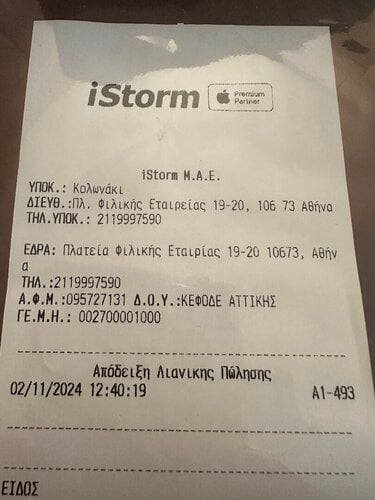 iStorm Premium Partner
iStorm M.A.E.
ΥΠΟΚ.: Κολωνάκι
ΔΙΕΥΘ.:Πλ. Φιλικής Εταιρείας 19-20, 106 73 Αθήνα
ΤΗΛ.ΥΠΟΚ.: 2119997590
ΕΔΡΑ: Πλατεία Φιλικής Εταιρίας 19-20 10673, Αθήν
α
ΤΗΛ.:2119997590
Α.Φ.Μ.:095727131 Δ.Ο.Υ.:ΚΕΦΟΔΕ ΑΤΤΙΚΗΣ
ΓΕ.Μ.Η.: 002700001000
Απόδειξη Λιανικης Πώλησης
02/11/2024 12:40:19 A1-493
ΕΙΔΟΣ